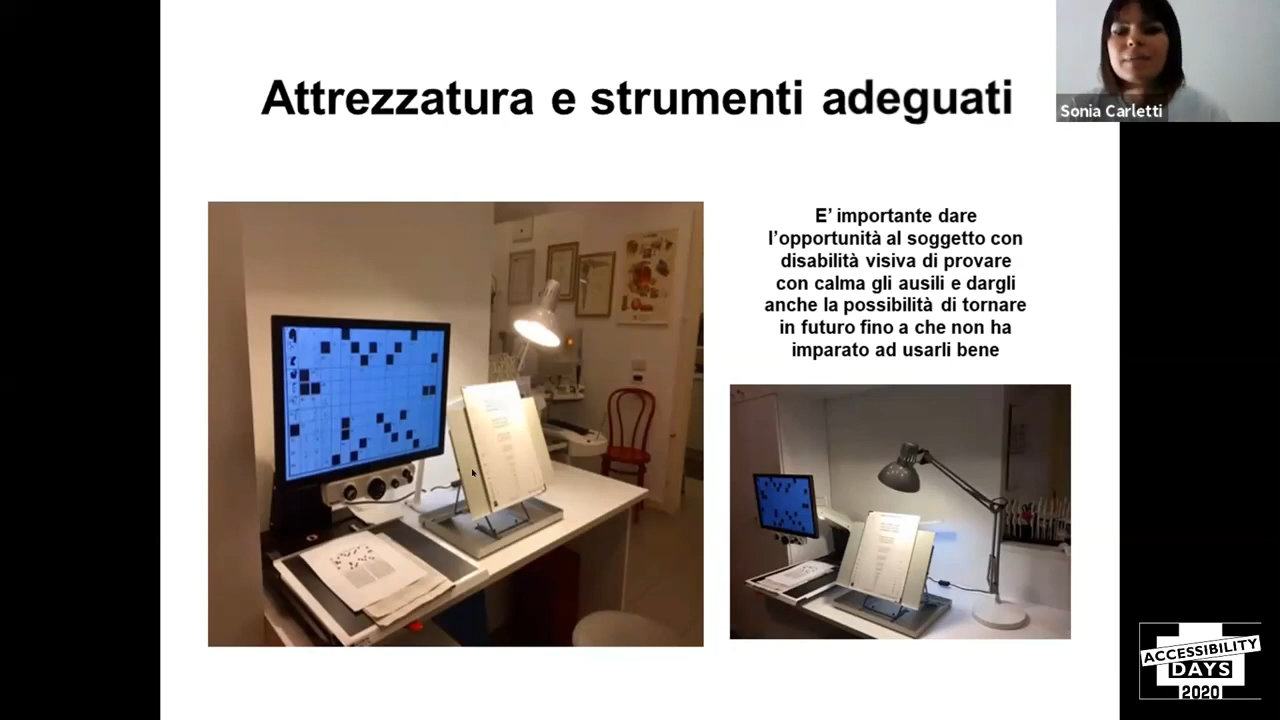 Attrezzatura e strumenti adeguati
Sonia Carletti
E’ importante dare
l’opportunità al soggetto con
disabilità visiva di provare
con calma gli ausili e dargli
anche la possibilità di tornare
in futuro fino a che non ha
imparato ad usarli bene
ACCESSIBILITY
DAYS
2020